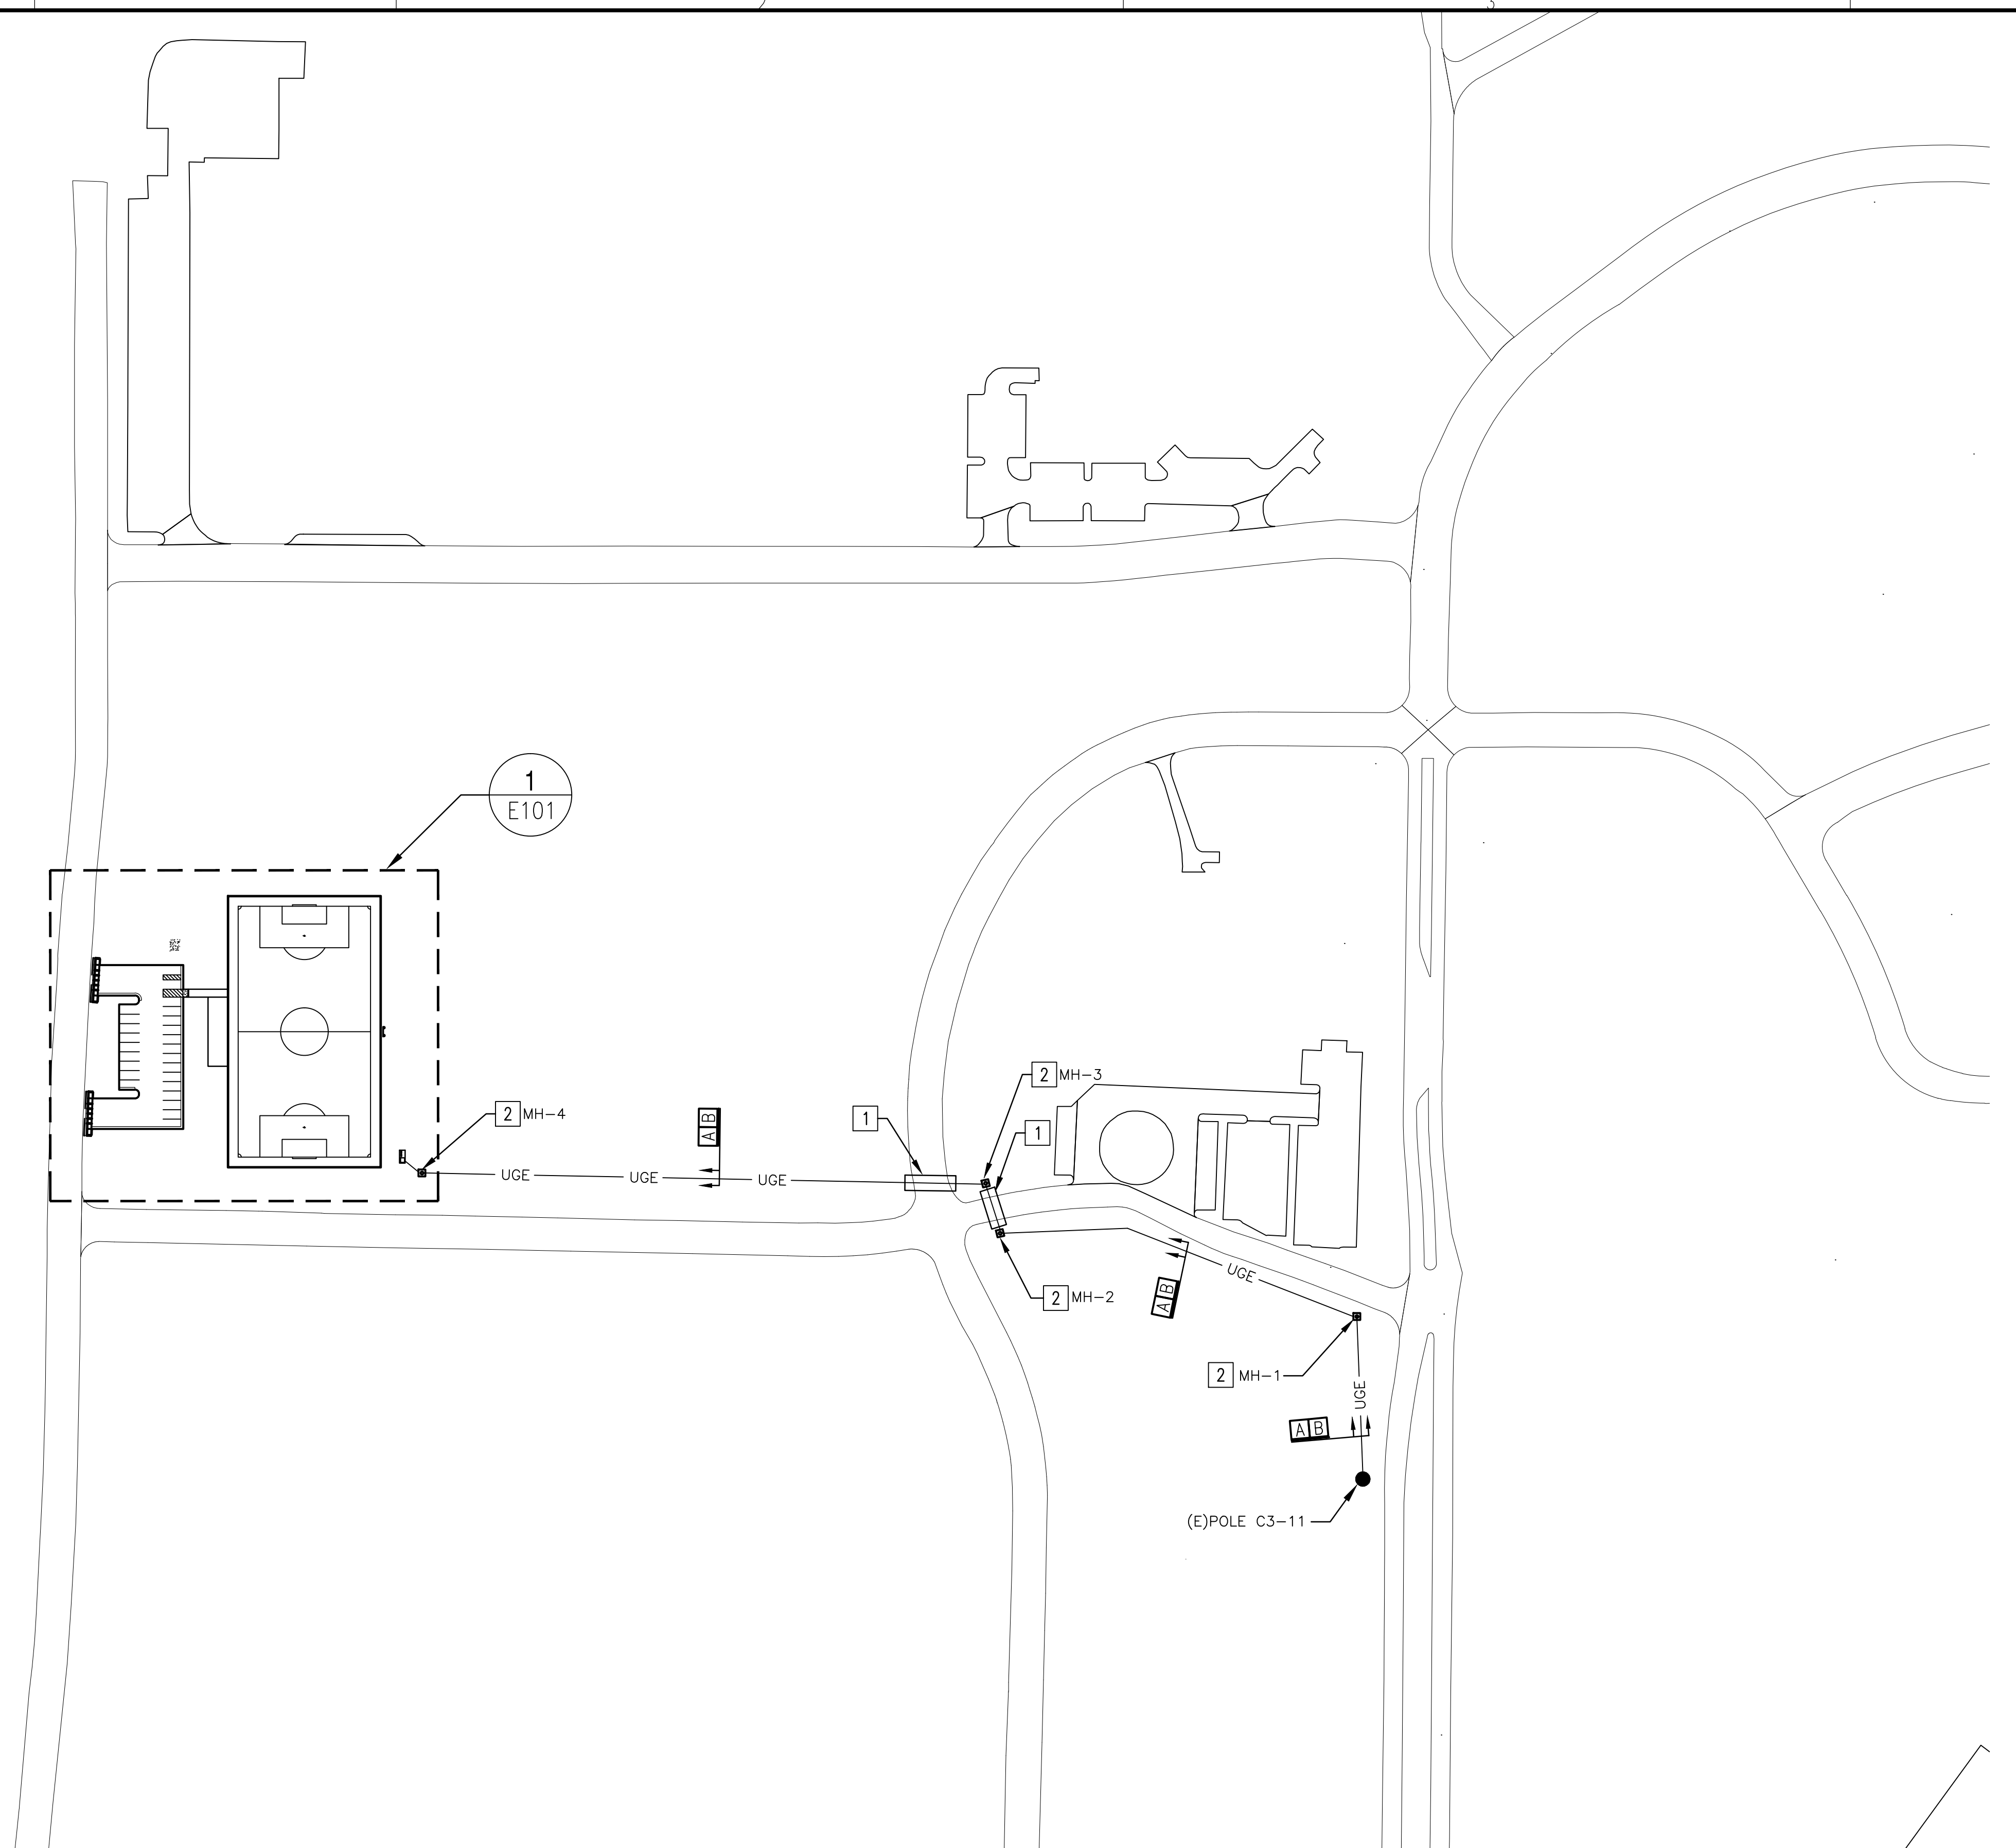 1
E101
2 MH-3
2 MH-4
A B
1
1
UGE
UGE
UGE
UGE
A B
2 MH-2
2 MH-1
UGE
A B
(E)POLE C3-11